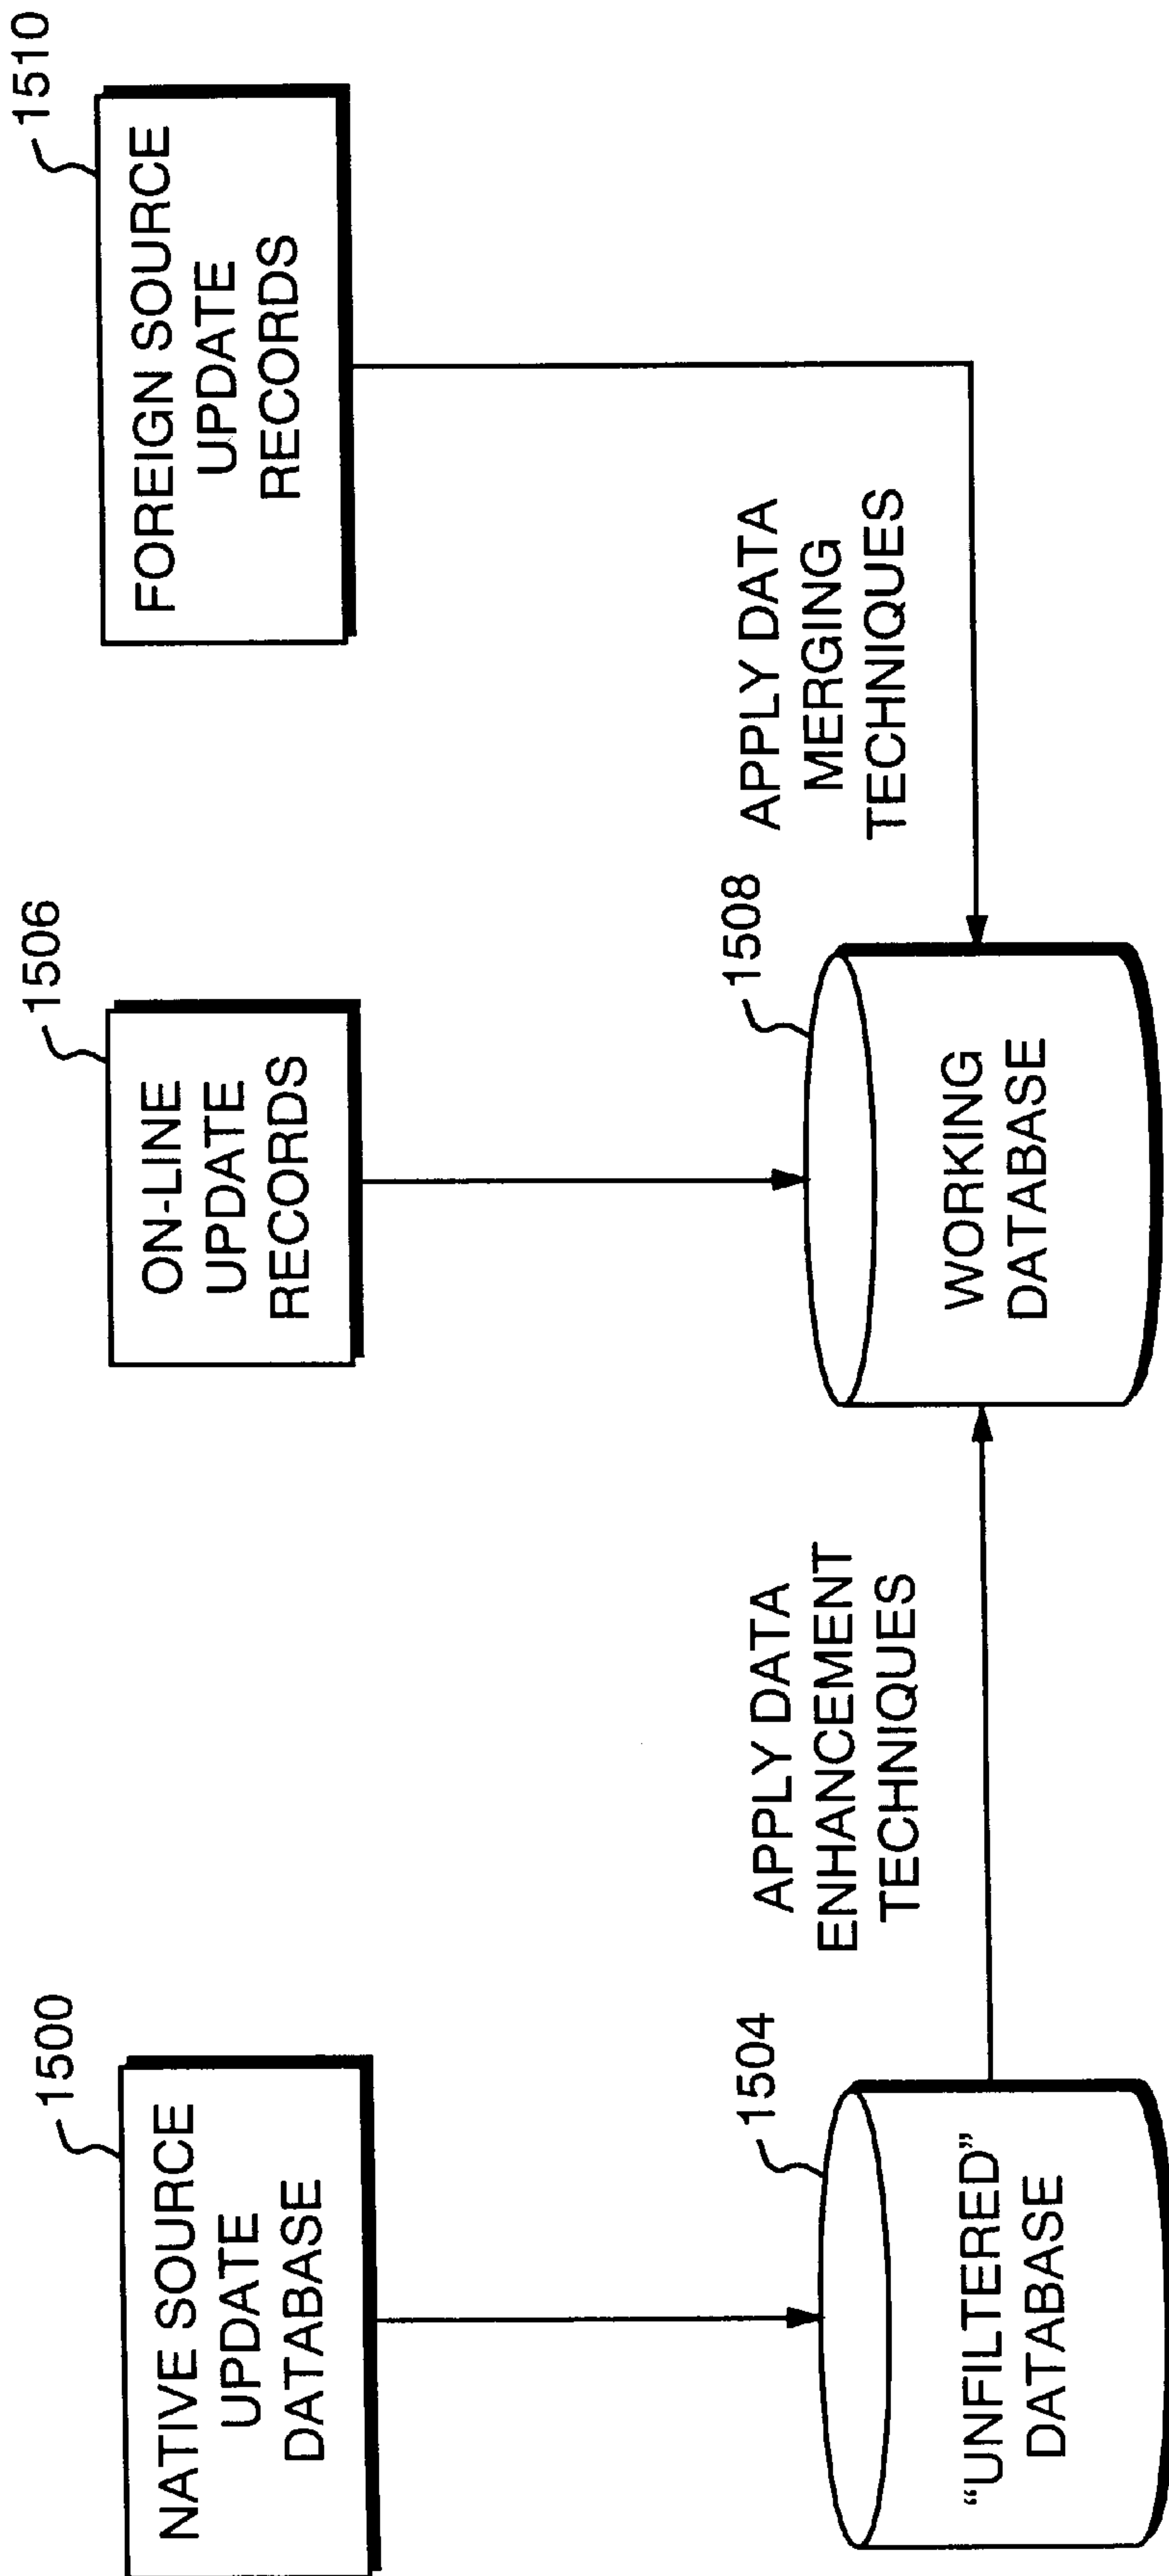 1500
NATIVE SOURCE
UPDATE
DATABASE
1506
ON-LINE
UPDATE
RECORDS
1510
FOREIGN SOURCE
UPDATE
RECORDS
1504
"UNFILTERED"
DATABASE
APPLY DATA
ENHANCEMENT
TECHNIQUES
1508
WORKING
DATABASE
APPLY DATA
MERGING
TECHNIQUES